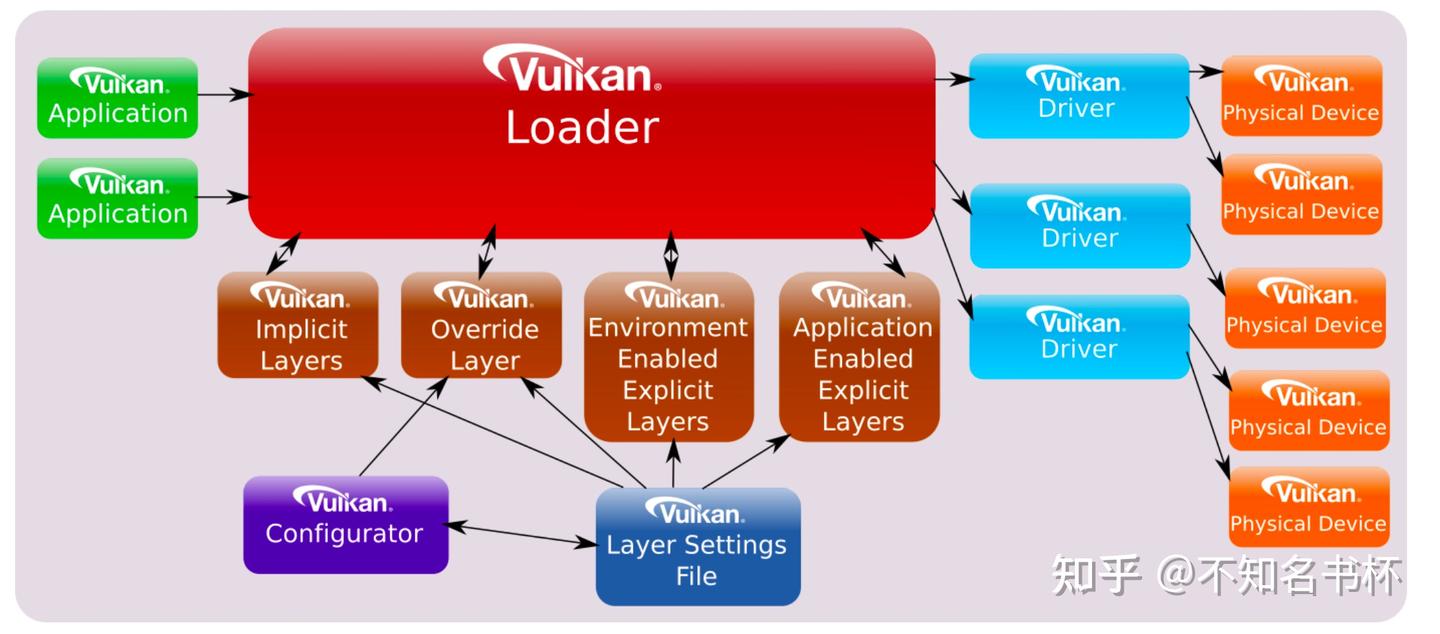 Vulkan®
Application
Vulkan®
Application
Vulkan®
Loader
Vulkan®
Driver
Vulkan®
Driver
Vulkan®
Driver
Vulkan®
Physical Device
Vulkan®
Physical Device
Vulkan®
Physical Device
Vulkan®
Physical Device
Vulkan®
Physical Device
Vulkan®
Implicit
Layers
Vulkan®
Override
Layer
Vulkan®
Environment
Enabled
Explicit
Layers
Vulkan®
Application
Enabled
Explicit
Layers
Vulkan®
Configurator
Vulkan®
Layer Settings
File
知乎 @不知名书杯